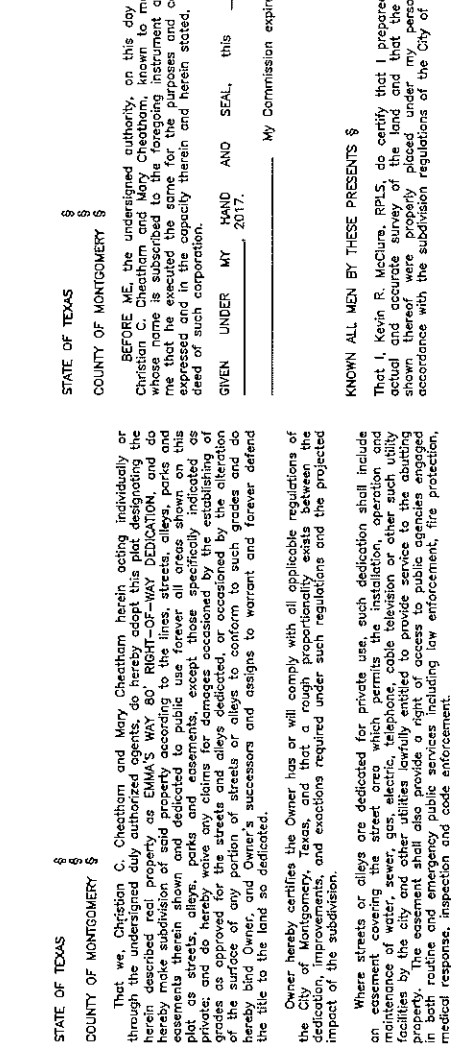 STATE OF TEXAS §
§
COUNTY OF MONTGOMERY §
That we, Christian C. Cheatham and Mary Cheatham herein acting individually or
through the undersigned duly authorized agents, do hereby adopt this plat designating the
herein described real property as EMMA'S WAY 80' RIGHT-OF-WAY DEDICATION, and do
hereby make subdivision of said property according to the lines, streets, alleys, parks and
easements therein shown and dedicated to public use forever all areas shown on this
plat as streets, alleys, parks and easements, except those specifically indicated as
private; and do hereby waive any claims for damages occasioned by the establishing of
grades as approved for the streets and alleys dedicated, or occasioned by the alteration
of the surface of any portion of streets or alleys to conform to such grades and do
hereby bind Owner, and Owner's successors and assigns to warrant and forever defend
the title to the land so dedicated.
Owner hereby certifies the Owner has or will comply with all applicable regulations of
the City of Montgomery, Texas, and that a rough proportionality exists between the
dedication, improvements, and exactions required under such regulations and the projected
impact of the subdivision.
Where streets or alleys are dedicated for private use, such dedication shall include
an easement covering the street area which permits the installation, operation and
maintenance of water, sewer, gas, electric, telephone, cable television or other such utility
facilities by the city and other utilities lawfully entitled to provide service to the abutting
property. The easement shall also provide a right of access to public agencies engaged
in both routine and emergency public services including law enforcement, fire protection,
medical response, inspection and code enforcement.
STATE OF TEXAS §
§
COUNTY OF MONTGOMERY §
BEFORE ME, the undersigned authority, on this day
Christian C. Cheatham and Mary Cheatham, known to me
whose name is subscribed to the foregoing instrument a
me that he executed the same for the purposes and c
expressed and in the capacity therein and herein stated,
deed of such corporation.
GIVEN UNDER MY HAND AND SEAL, this
, 2017.
My Commission expire
KNOWN ALL MEN BY THESE PRESENTS §
That I, Kevin R. McClure, RPLS, do certify that I prepared
actual and accurate survey of the land and that the
shown thereof were properly placed under my perso
accordance with the subdivision regulations of the City of